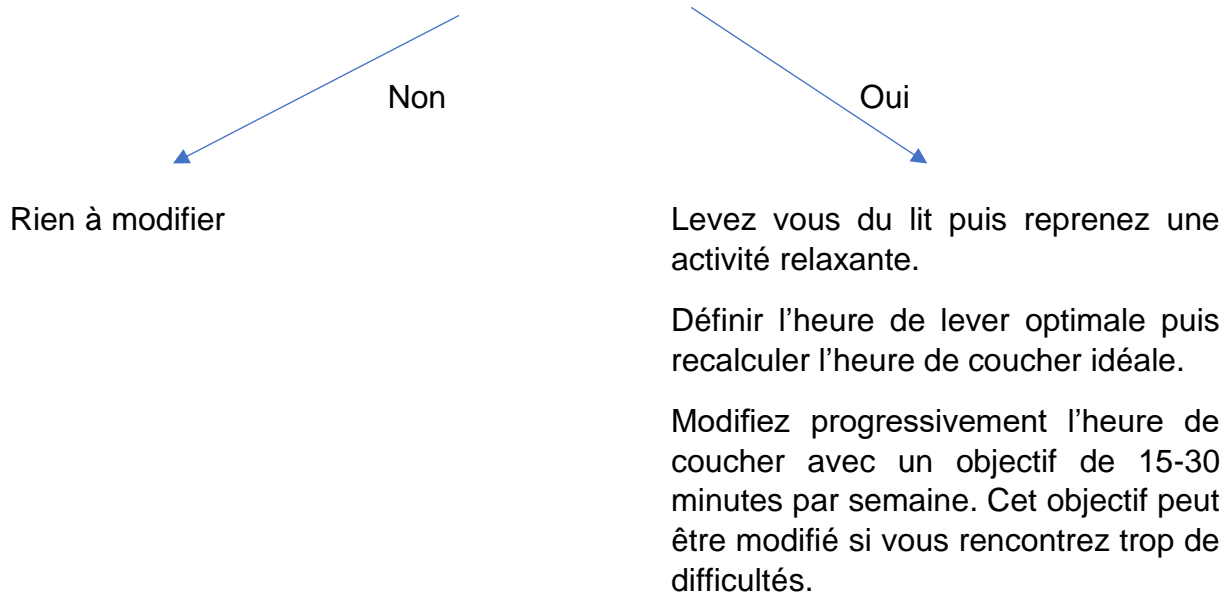 Non
Oui
Rien à modifier
Levez vous du lit puis reprenez une
activité relaxante.
Définir l’heure de lever optimale puis
recalculer l’heure de coucher idéale.
Modifiez progressivement l’heure de
coucher avec un objectif de 15-30
minutes par semaine. Cet objectif peut
être modifié si vous rencontrez trop de
difficultés.